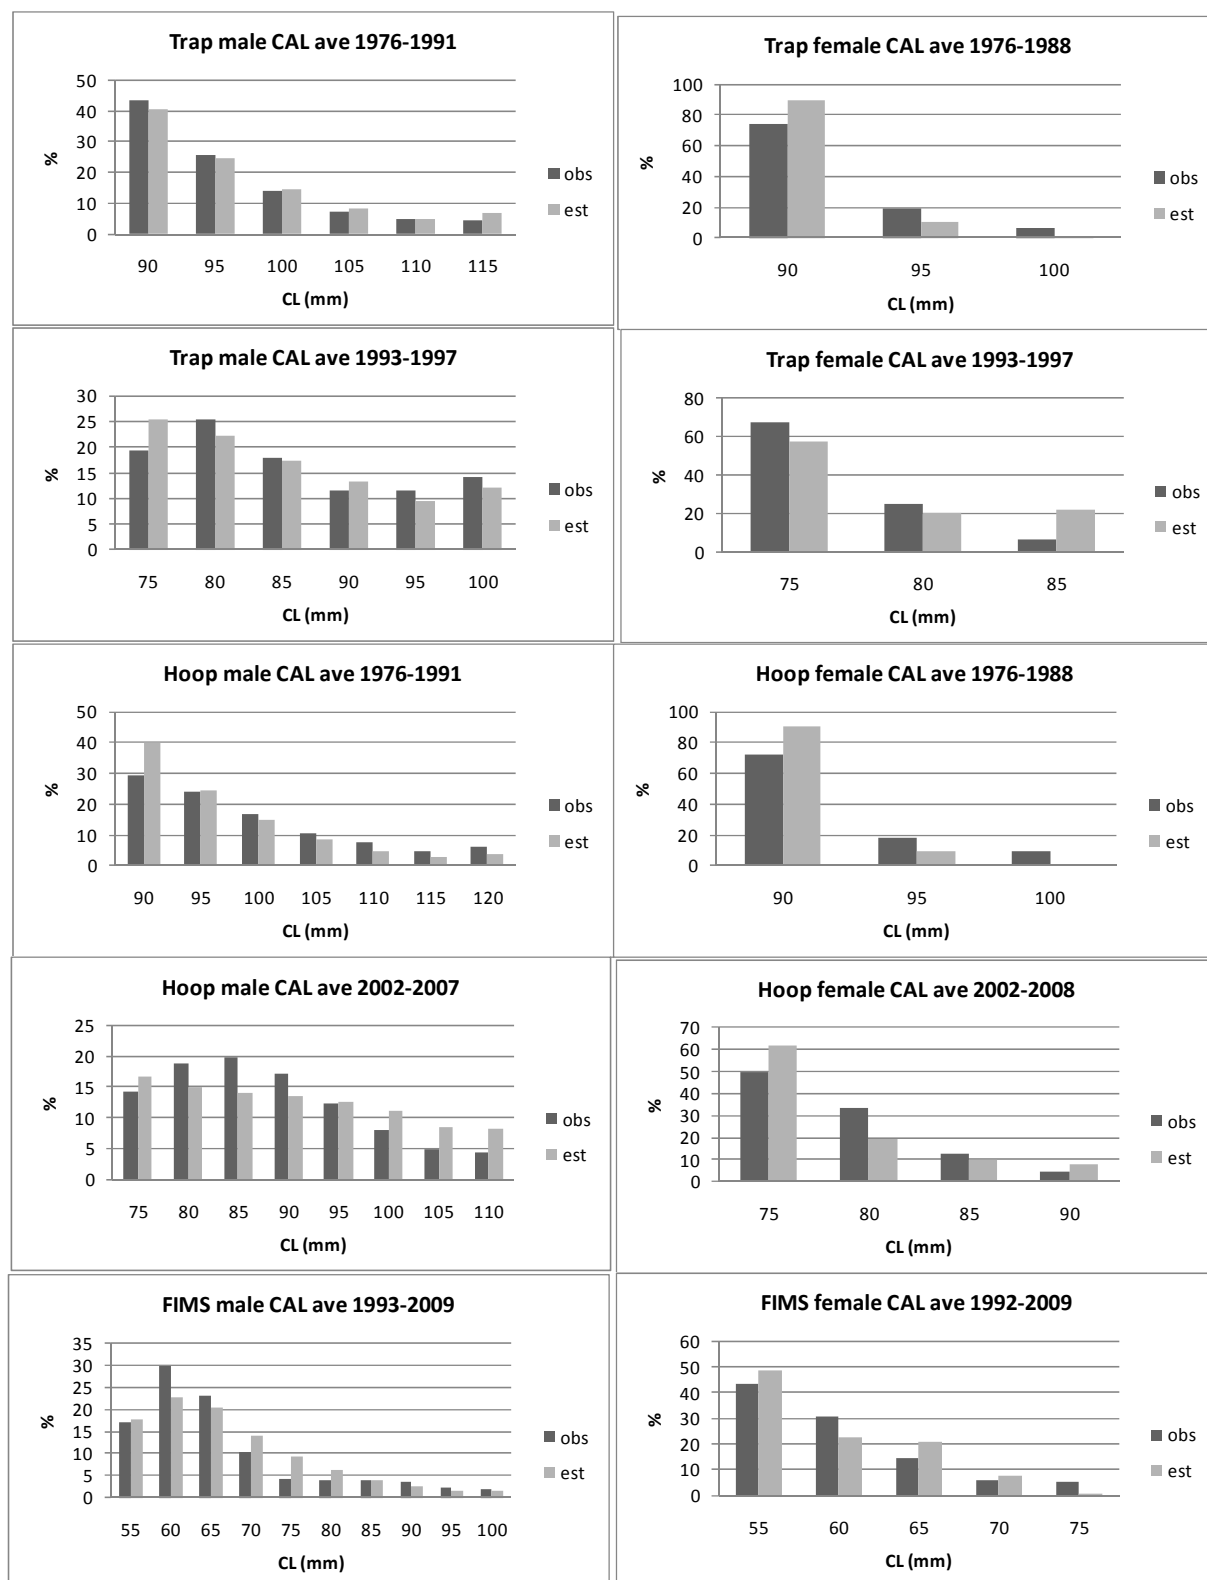 Trap male CAL ave 1976-1991
50
40
30
20
10
0
%
90 95 100 105 110 115
CL (mm)
obs
est
Trap female CAL ave 1976-1988
100
80
60
40
20
0
%
90 95 100
CL (mm)
obs
est
Trap male CAL ave 1993-1997
30
25
20
15
10
5
0
%
75 80 85 90 95 100
CL (mm)
obs
est
Trap female CAL ave 1993-1997
80
60
40
20
0
%
75 80 85
CL (mm)
obs
est
Hoop male CAL ave 1976-1991
50
40
30
20
10
0
%
90 95 100 105 110 115 120
CL (mm)
obs
est
Hoop female CAL ave 1976-1988
100
80
60
40
20
0
%
90 95 100
CL (mm)
obs
est
Hoop male CAL ave 2002-2007
25
20
15
10
5
0
%
75 80 85 90 95 100 105 110
CL (mm)
obs
est
Hoop female CAL ave 2002-2008
70
60
50
40
30
20
10
0
%
75 80 85 90
CL (mm)
obs
est
FIMS male CAL ave 1993-2009
35
30
25
20
15
10
5
0
%
55 60 65 70 75 80 85 90 95 100
CL (mm)
obs
est
FIMS female CAL ave 1992-2009
60
50
40
30
20
10
0
%
55 60 65 70 75
CL (mm)
obs
est